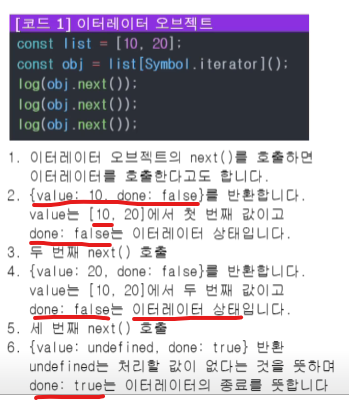 [코드 1] 이터레이터 오브젝트
const list = [10, 20];
const obj = list[Symbol.iterator]();
log(obj.next());
log(obj.next());
log(obj.next());
1. 이터레이터 오브젝트의 next()를 호출하면
이터레이터를 호출한다고도 합니다.
2. {value: 10, done: false}를 반환합니다.
value는 [10, 20]에서 첫 번째 값이고
done: false는 이터레이터 상태입니다.
3. 두 번째 next() 호출
4. {value: 20, done: false}를 반환합니다.
value는 [10, 20]에서 두 번째 값이고
done: false는 이터레이터 상태입니다.
5. 세 번째 next() 호출
6. {value: undefined, done: true} 반환
undefined는 처리할 값이 없다는 것을 뜻하며
done: true는 이터레이터의 종료를 뜻합니다